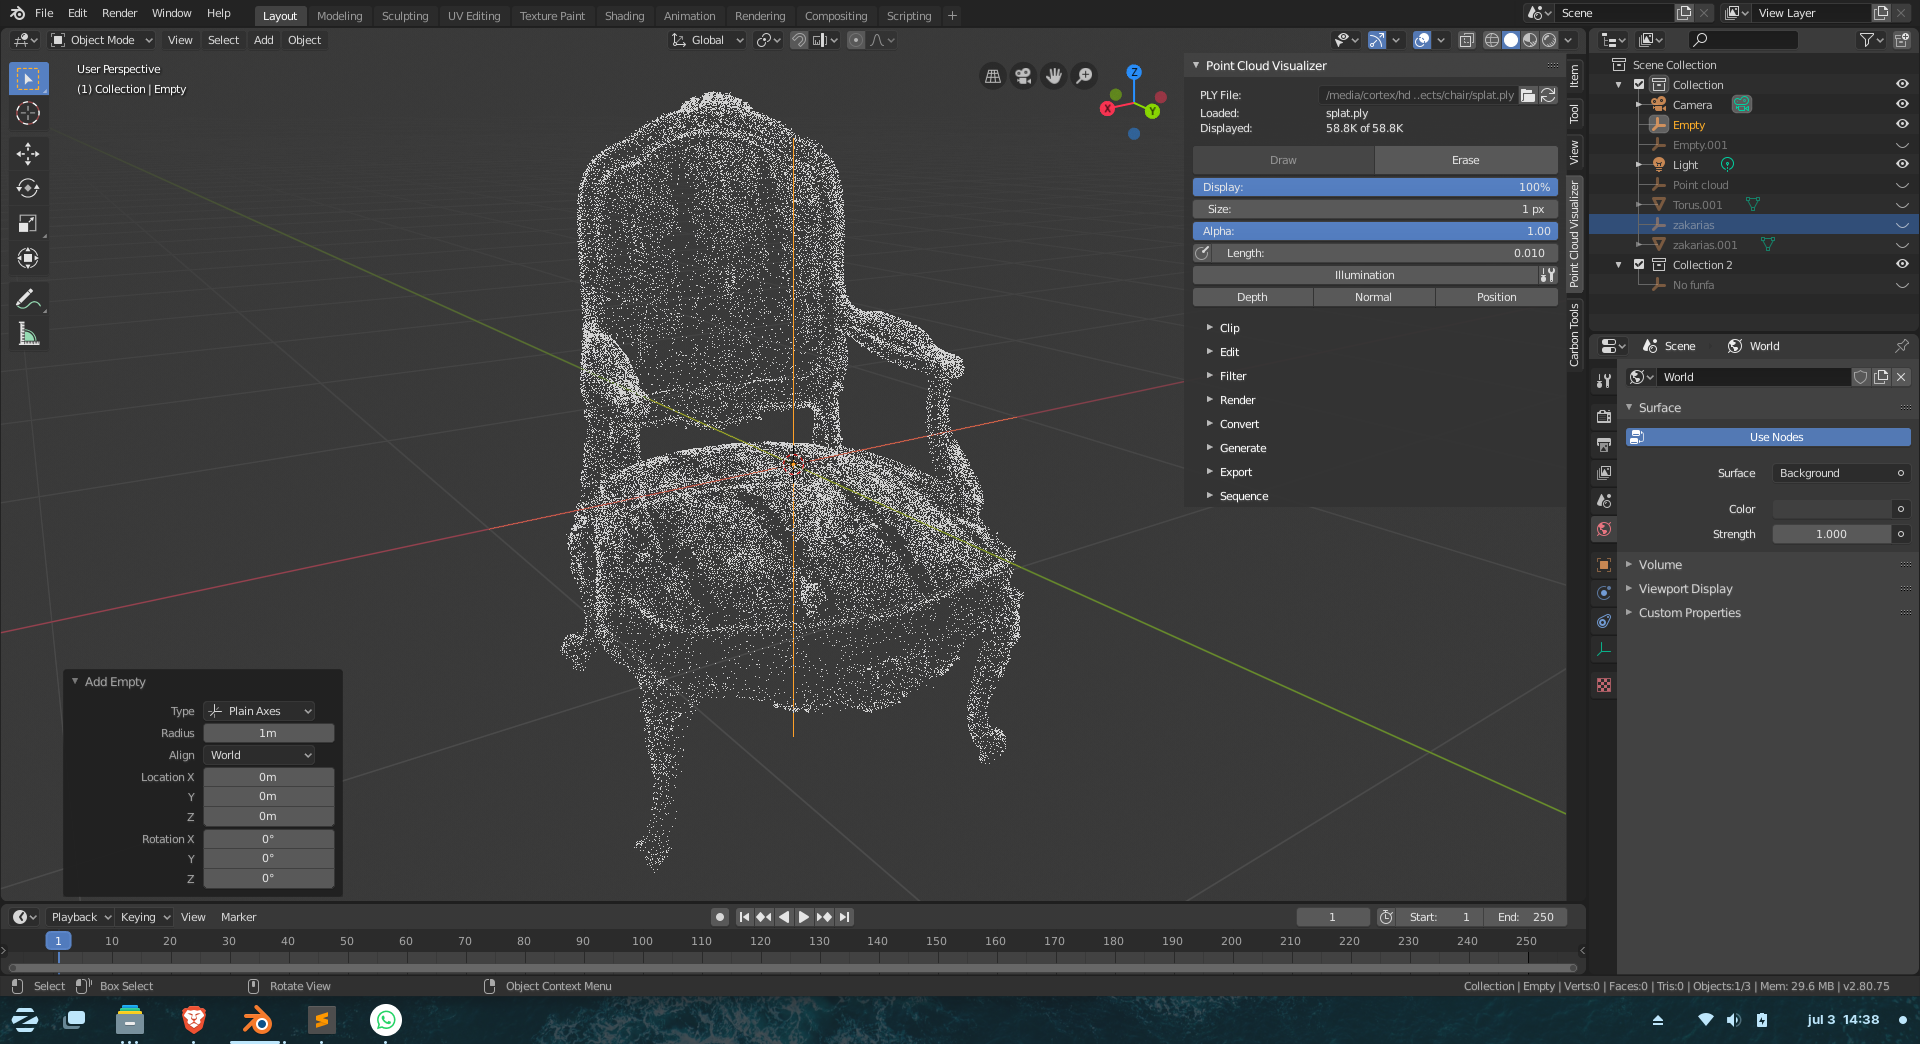 File Edit Render Window Help Layout Modeling Sculpting UV Editing Texture Paint Shading Animation Rendering Compositing Scripting + Scene View Layer
Object Mode View Select Add Object Global
User Perspective
(1) Collection | Empty
Z
X
Y
Add Empty
Type Plain Axes
Radius 1m
Align World
Location X 0m
Y 0m
Z 0m
Rotation X 0°
Y 0°
Z 0°
Point Cloud Visualizer
PLY File: /media/cortex/hd ..ects/chair/splat.ply
Loaded: splat.ply
Displayed: 58.8K of 58.8K
Draw Erase
Display: 100%
Size: 1 px
Alpha: 1.00
Length: 0.010
Illumination
Depth Normal Position
Clip
Edit
Filter
Render
Convert
Generate
Export
Sequence
Item
Tool
View
Point Cloud Visualizer
Carbon Tools
Scene Collection
Collection
Camera
Empty
Empty.001
Light
Point cloud
Torus.001
zakarias
zakarias.001
Collection 2
No funfa
Scene World
World
Surface
Use Nodes
Surface Background
Color
Strength 1.000
Volume
Viewport Display
Custom Properties
Playback Keying View Marker 1 Start: 1 End: 250
1 10 20 30 40 50 60 70 80 90 100 110 120 130 140 150 160 170 180 190 200 210 220 230 240 250
Select Box Select Rotate View Object Context Menu Collection | Empty | Verts:0 | Faces:0 | Tris:0 | Objects:1/3 | Mem: 29.6 MB | v2.80.75
jul 3 14:38